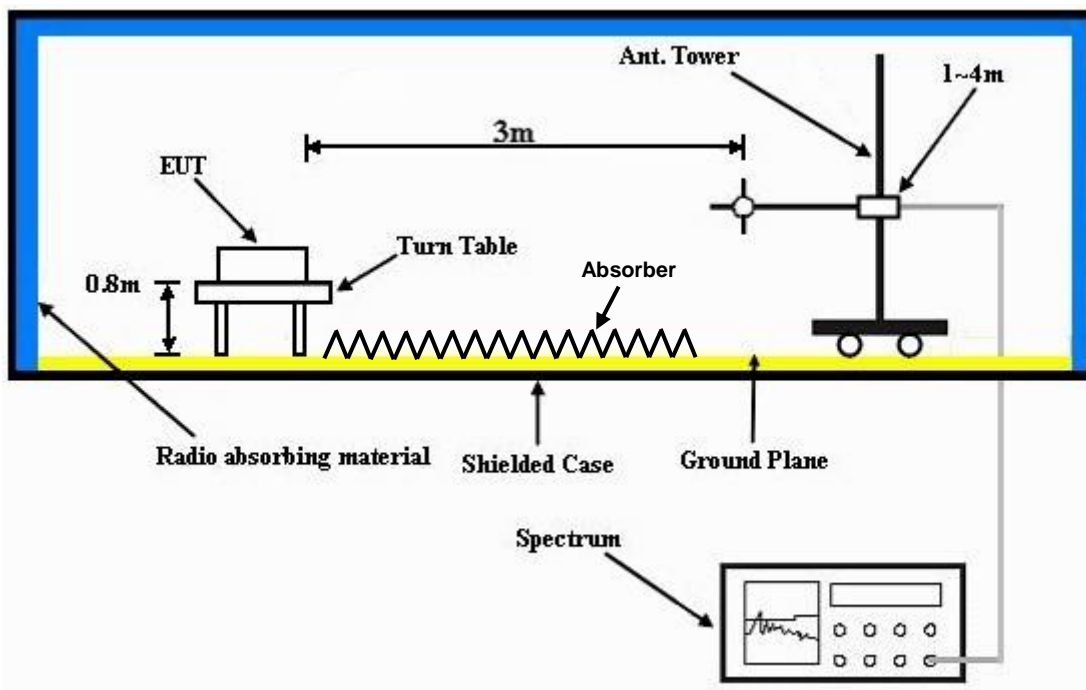 Ant. Tower
1~4m
3m
EUT
Turn Table
0.8m
Absorber
Radio absorbing material
Shielded Case
Ground Plane
Spectrum